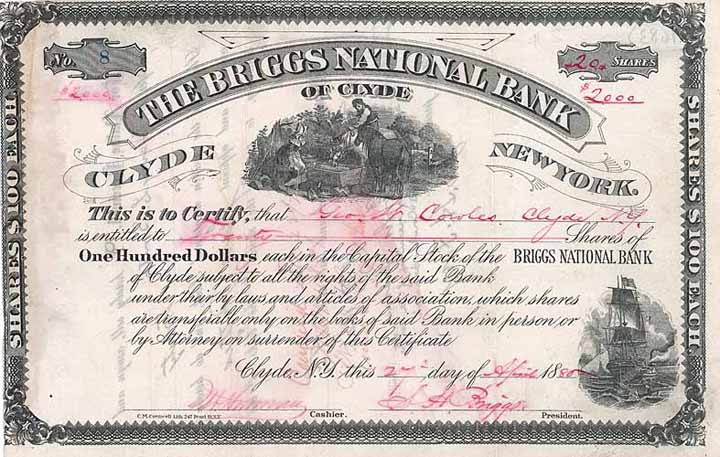 No. 8
20 SHARES
$2000
$2000
THE BRIGGS NATIONAL BANK
OF CLYDE
CLYDE NEW YORK.
This is to Certify, that Geo. W. Cowles Clyde N.Y.
is entitled to Twenty Shares of
One Hundred Dollars each in the Capital Stock of the BRIGGS NATIONAL BANK
of Clyde subject to all the rights of the said Bank
under their by laws and articles of association, which shares
are transferable only on the books of said Bank in person, or
by Attorney on surrender of this Certificate
Clyde, N.Y. this 2nd day of April 1880
Briggs
Cashier. President.
SHARES $100 EACH.
SHARES $100 EACH.